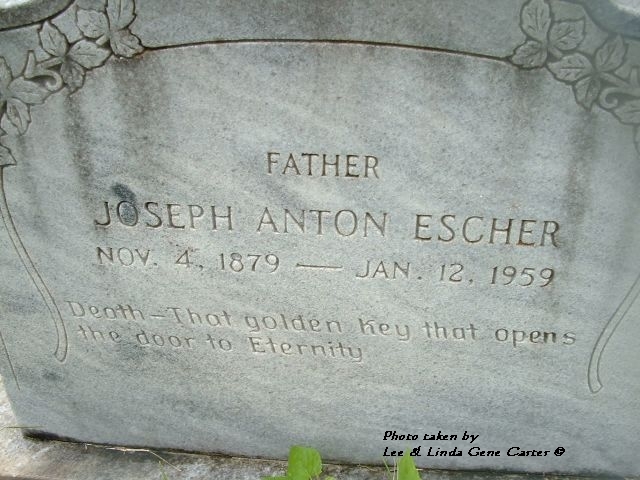 FATHER
JOSEPH ANTON ESCHER
NOV. 4, 1879 — JAN. 12, 1959
Death—That golden Key that opens
the door to Eternity
Photo taken by
Lee & Linda Gene Carter ©